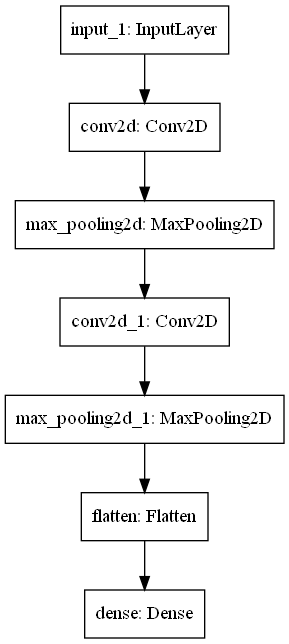 input_1: InputLayer
conv2d: Conv2D
max_pooling2d: MaxPooling2D
conv2d_1: Conv2D
max_pooling2d_1: MaxPooling2D
flatten: Flatten
dense: Dense